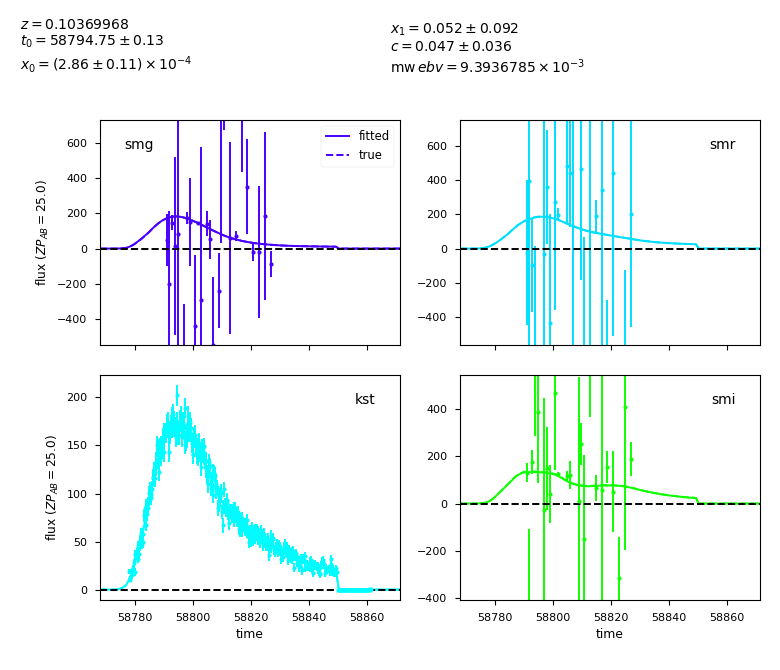 z = 0.10369968
t₀ = 58794.75 ± 0.13
x₀ = (2.86 ± 0.11) × 10⁻⁴
x₁ = 0.052 ± 0.092
c = 0.047 ± 0.036
mw ebv = 9.3936785 × 10⁻³
smg
fitted
true
600
400
200
0
−200
−400
flux (ZP_AB = 25.0)
smr
600
400
200
0
−200
−400
kst
200
150
100
50
0
flux (ZP_AB = 25.0)
58780 58800 58820 58840 58860
time
smi
400
200
0
−200
−400
58780 58800 58820 58840 58860
time